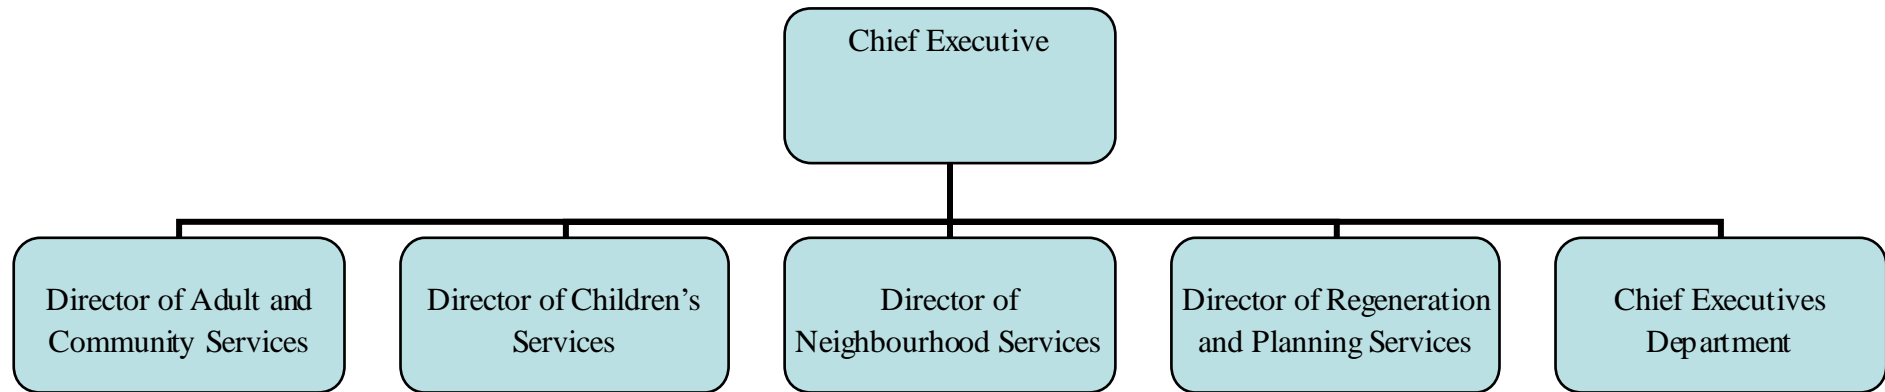 Chief Executive
Director of Adult and
Community Services
Director of Children’s
Services
Director of
Neighbourhood Services
Director of Regeneration
and Planning Services
Chief Executives
Department